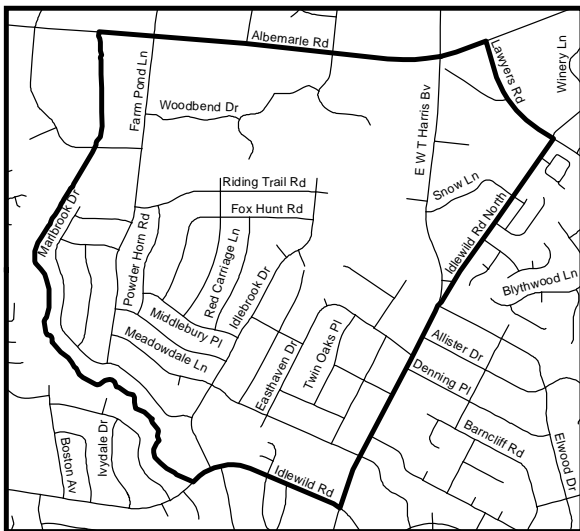 Albemarle Rd
Lawyers Rd
Winery Ln
Farm Pond Ln
Woodbend Dr
E W T Harris Bv
Riding Trail Rd
Snow Ln
Fox Hunt Rd
Marlbrook Dr
Powder Horn Rd
Red Carriage Ln
Idlebrook Dr
Idlewild Rd North
Blythwood Ln
Middlebury Pl
Meadowdale Ln
Easthaven Dr
Twin Oaks Pl
Allister Dr
Denning Pl
Barncliff Rd
Elwood Dr
Boston Av
Ivydale Dr
Idlewild Rd